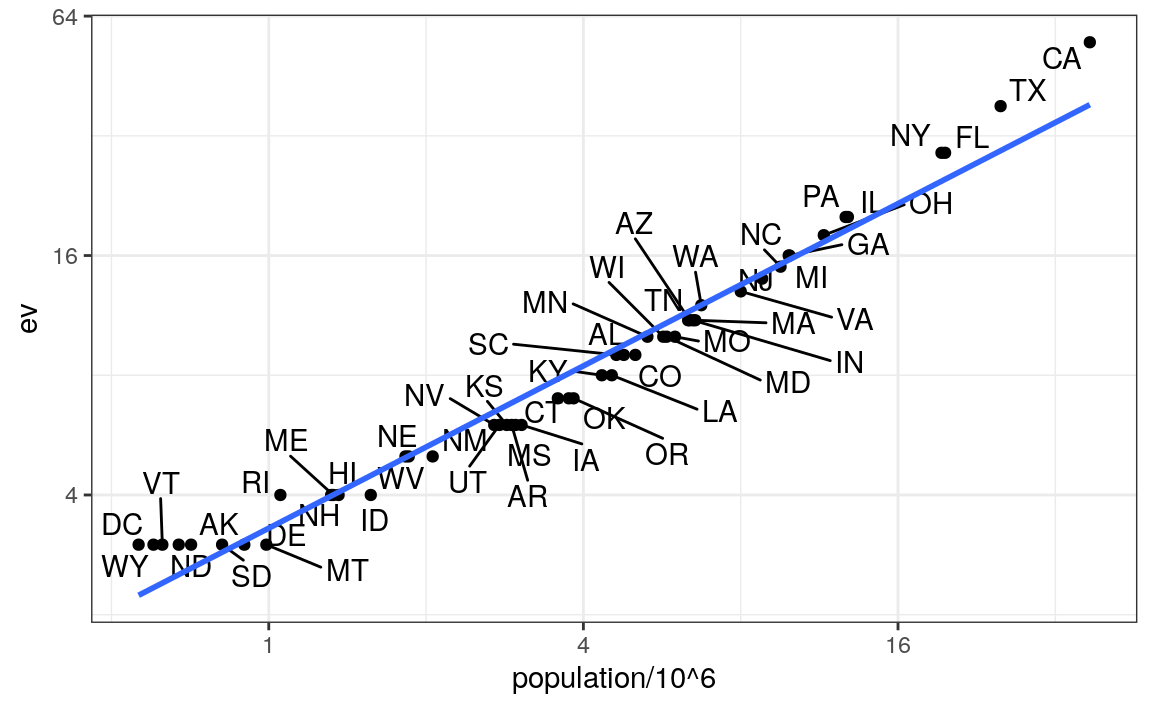 64
CA
TX
NY FL
PA IL OH
AZ
NC GA
16
WA
WI
NJ MI
MN TN
VA
MA
SC AL MO
IN
KY CO MD
KS
NV LA
CT OK
ME NE NM
MS OR
IA
VT RI HI WV UT
4
AR
NH ID
DC AK
DE
WY ND SD MT
1 4 16
ev
population/10^6